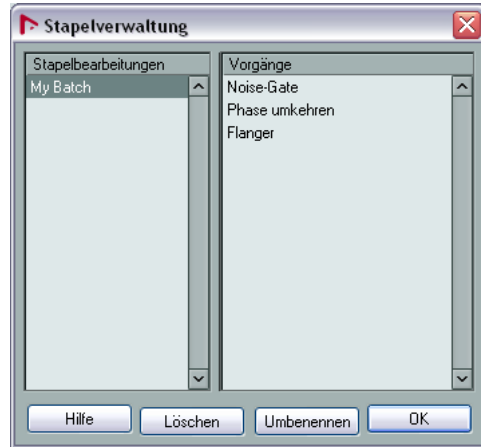 Stapelverwaltung
Stapelbearbeitungen
My Batch
Vorgänge
Noise-Gate
Phase umkehren
Flanger
Hilfe
Löschen
Umbenennen
OK